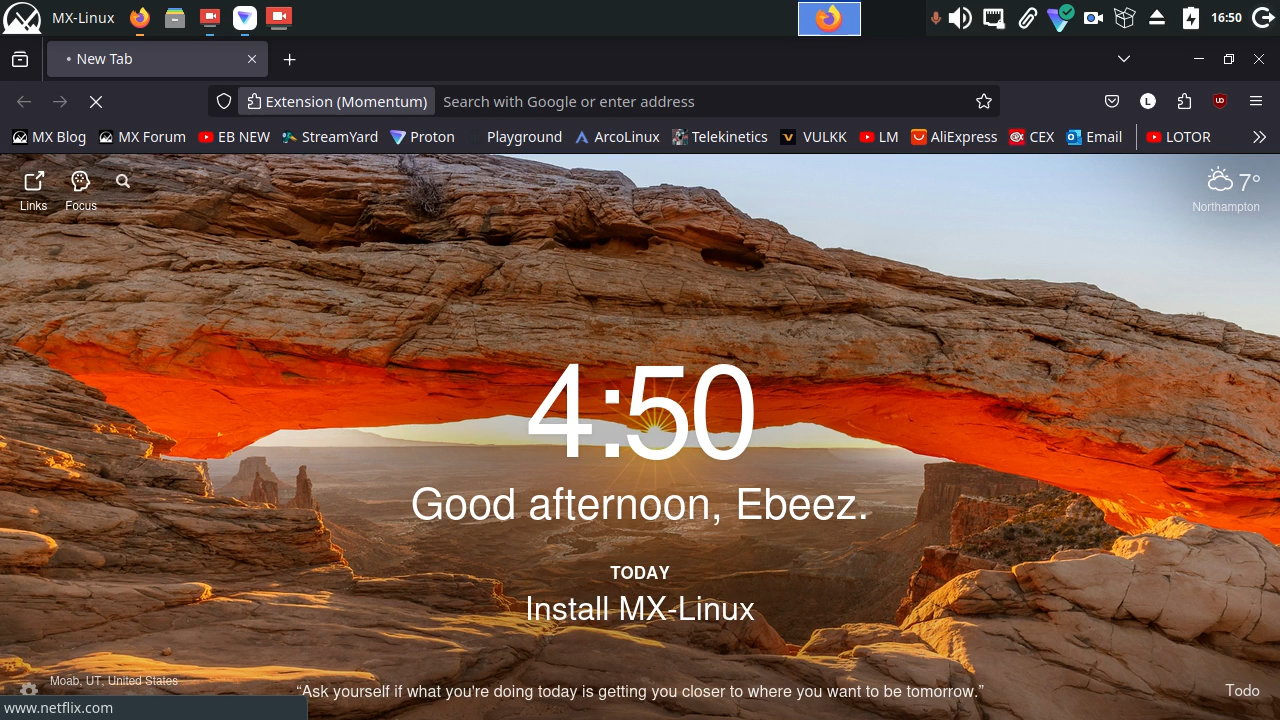 MX-Linux
16:50
New Tab
Extension (Momentum)
Search with Google or enter address
L
UO
MX Blog
MX Forum
EB NEW
StreamYard
Proton
Playground
ArcoLinux
Telekinetics
VULKK
LM
AliExpress
CEX
Email
LOTOR
Links
Focus
7°
Northampton
4:50
Good afternoon, Ebeez.
TODAY
Install MX-Linux
Moab, UT, United States
“Ask yourself if what you're doing today is getting you closer to where you want to be tomorrow.”
Todo
www.netflix.com